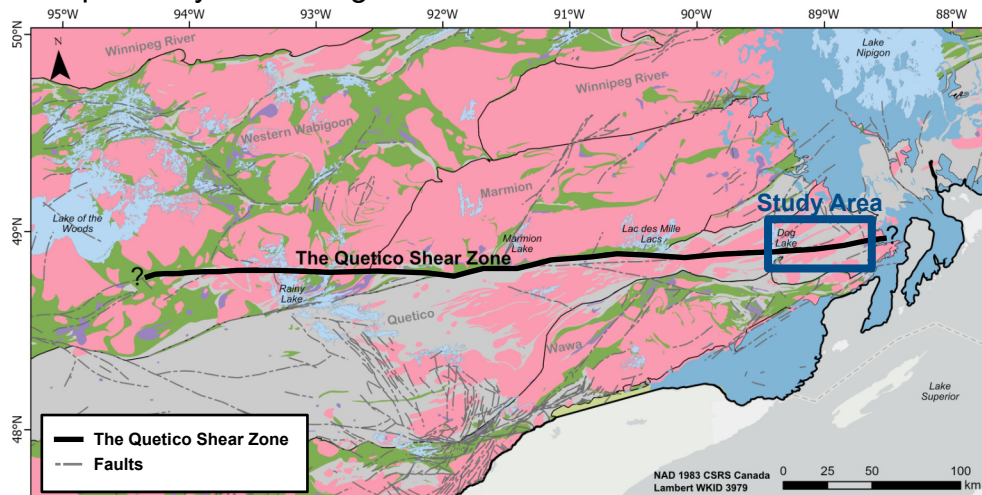 95°W 94°W 93°W 92°W 91°W 90°W 89°W 88°W
50°N
N
Winnipeg River
Lake
Nipigon
Winnipeg River
Western Wabigoon
Marmion
49°N
Lake of the
Woods
Study Area
Lac des Mille
Lacs
Dog
Lake
?
Marmion
Lake
The Quetico Shear Zone
?
Rainy
Lake
Quetico
Wawa
Lake
Superior
48°N
The Quetico Shear Zone
Faults
NAD 1983 CSRS Canada
Lambert WKID 3979
0 25 50 100
km